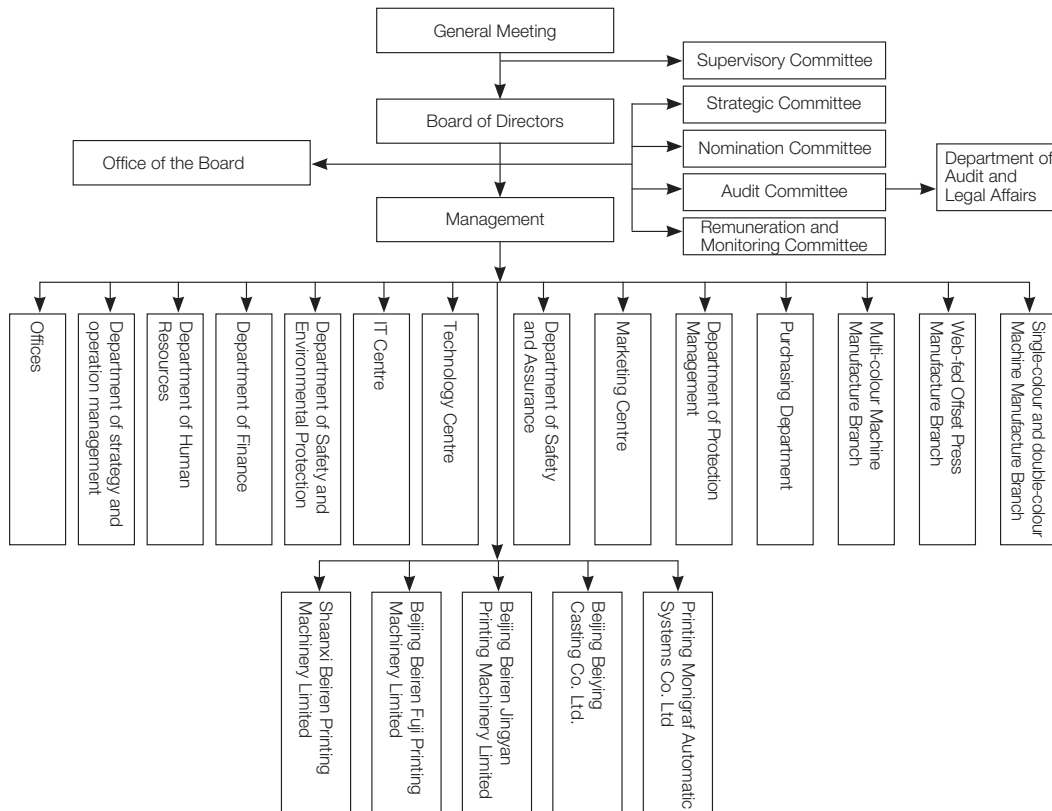 General Meeting
Supervisory Committee
Strategic Committee
Board of Directors
Nomination Committee
Office of the Board
Department of
Audit and
Legal Affairs
Audit Committee
Management
Remuneration and
Monitoring Committee
Offices
Department of strategy and
operation management
Department of Human
Resources
Department of Finance
Department of Safety and
Environmental Protection
IT Centre
Technology Centre
Department of Safety
and Assurance
Marketing Centre
Department of Protection
Management
Purchasing Department
Multi-colour Machine
Manufacture Branch
Web-fed Offset Press
Manufacture Branch
Single-colour and double-colour
Machine Manufacture Branch
Shaanxi Beiren Printing
Machinery Limited
Beijing Beiren Fuji Printing
Machinery Limited
Beijing Beiren Jingyan
Printing Machinery Limited
Beijing Beiying
Casting Co. Ltd.
Printing Monigraf Automatic
Systems Co. Ltd